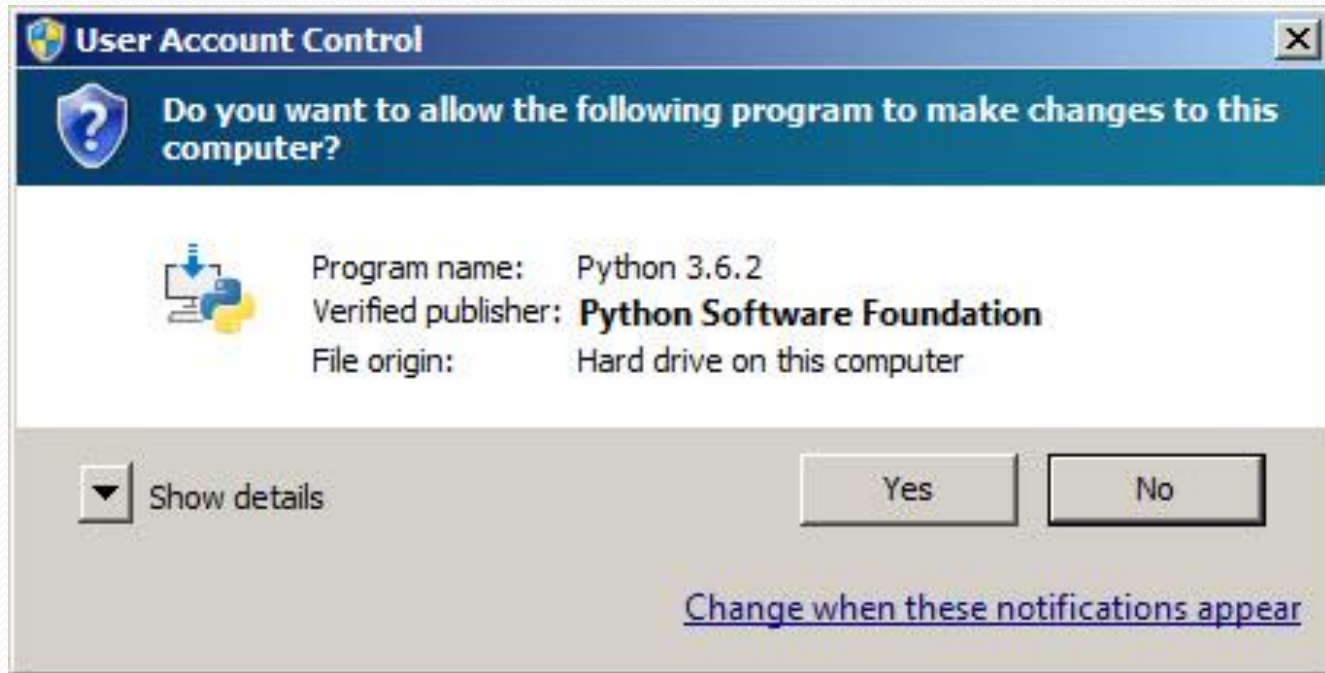 User Account Control
Do you want to allow the following program to make changes to this
computer?
Program name: Python 3.6.2
Verified publisher: Python Software Foundation
File origin: Hard drive on this computer
Show details
Yes
No
Change when these notifications appear